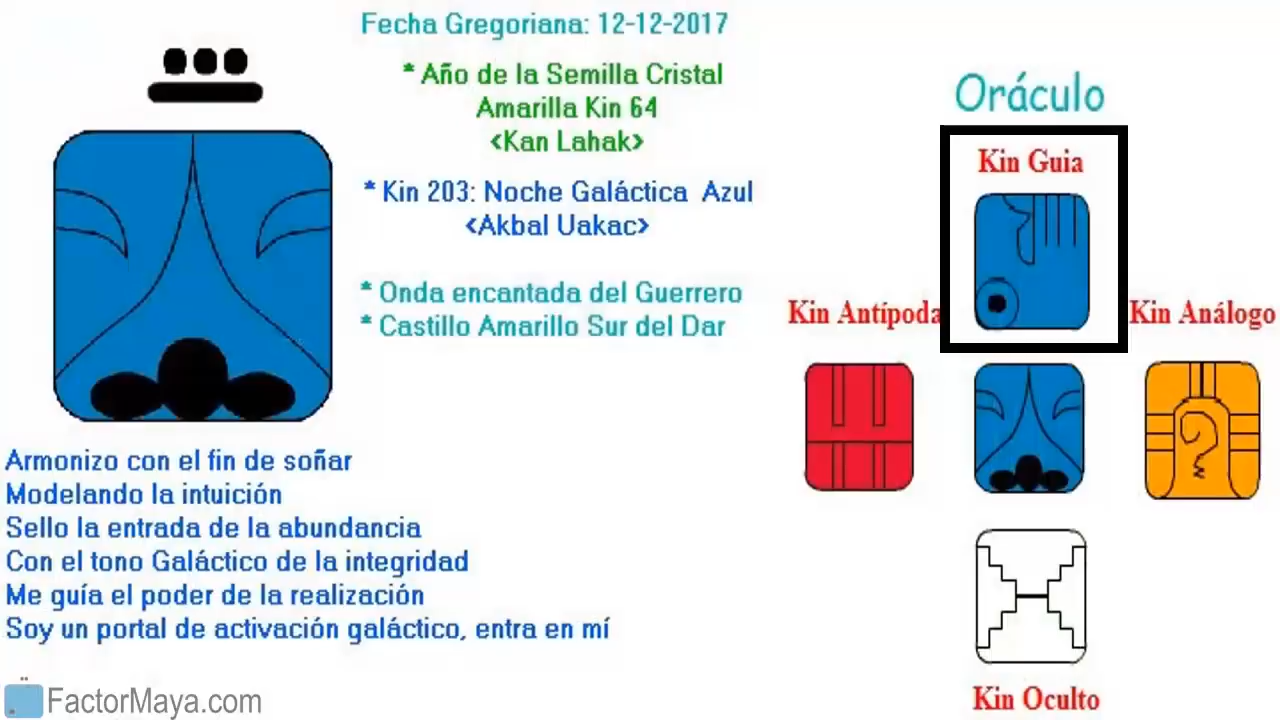 Fecha Gregoriana: 12-12-2017
* Año de la Semilla Cristal
Amarilla Kin 64
<Kan Lahak>
* Kin 203: Noche Galáctica Azul
<Akbal Uakac>
* Onda encantada del Guerrero
* Castillo Amarillo Sur del Dar
Armonizo con el fin de soñar
Modelando la intuición
Sello la entrada de la abundancia
Con el tono Galáctico de la integridad
Me guía el poder de la realización
Soy un portal de activación galáctico, entra en mí
FactorMaya.com
Oráculo
Kin Guia
Kin Antípoda
Kin Análogo
Kin Oculto